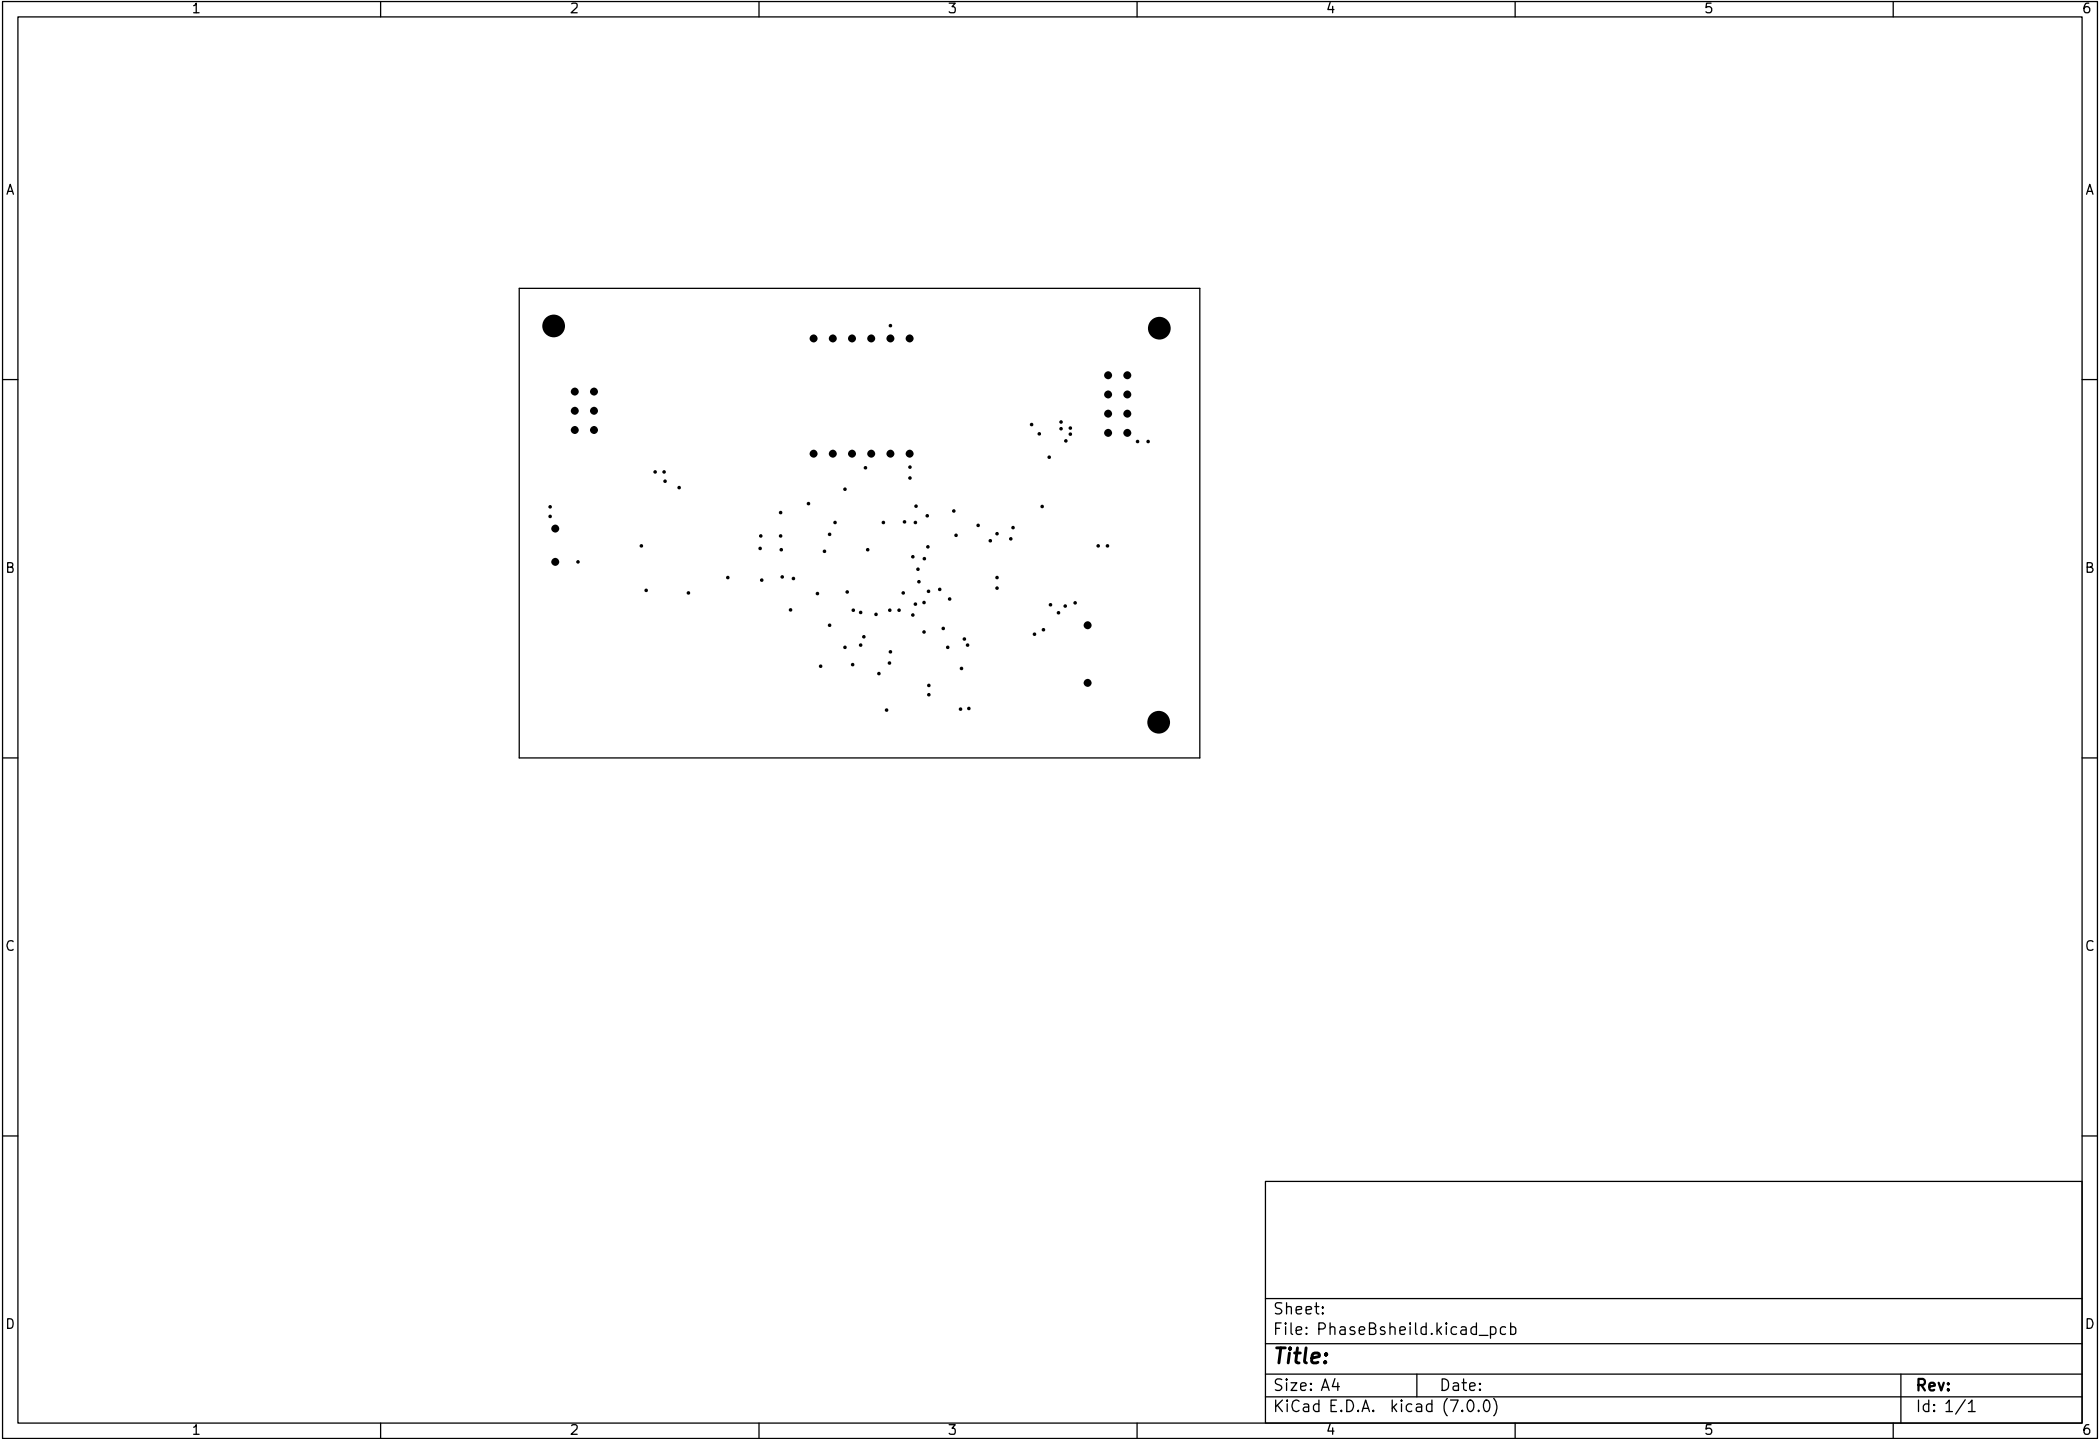 1 2 3 4 5 6
A A
B B
C C
D D
Sheet:
File: PhaseBsheild.kicad_pcb
Title:
Size: A4 Date: Rev:
KiCad E.D.A. kicad (7.0.0) Id: 1/1
1 2 3 4 5 6